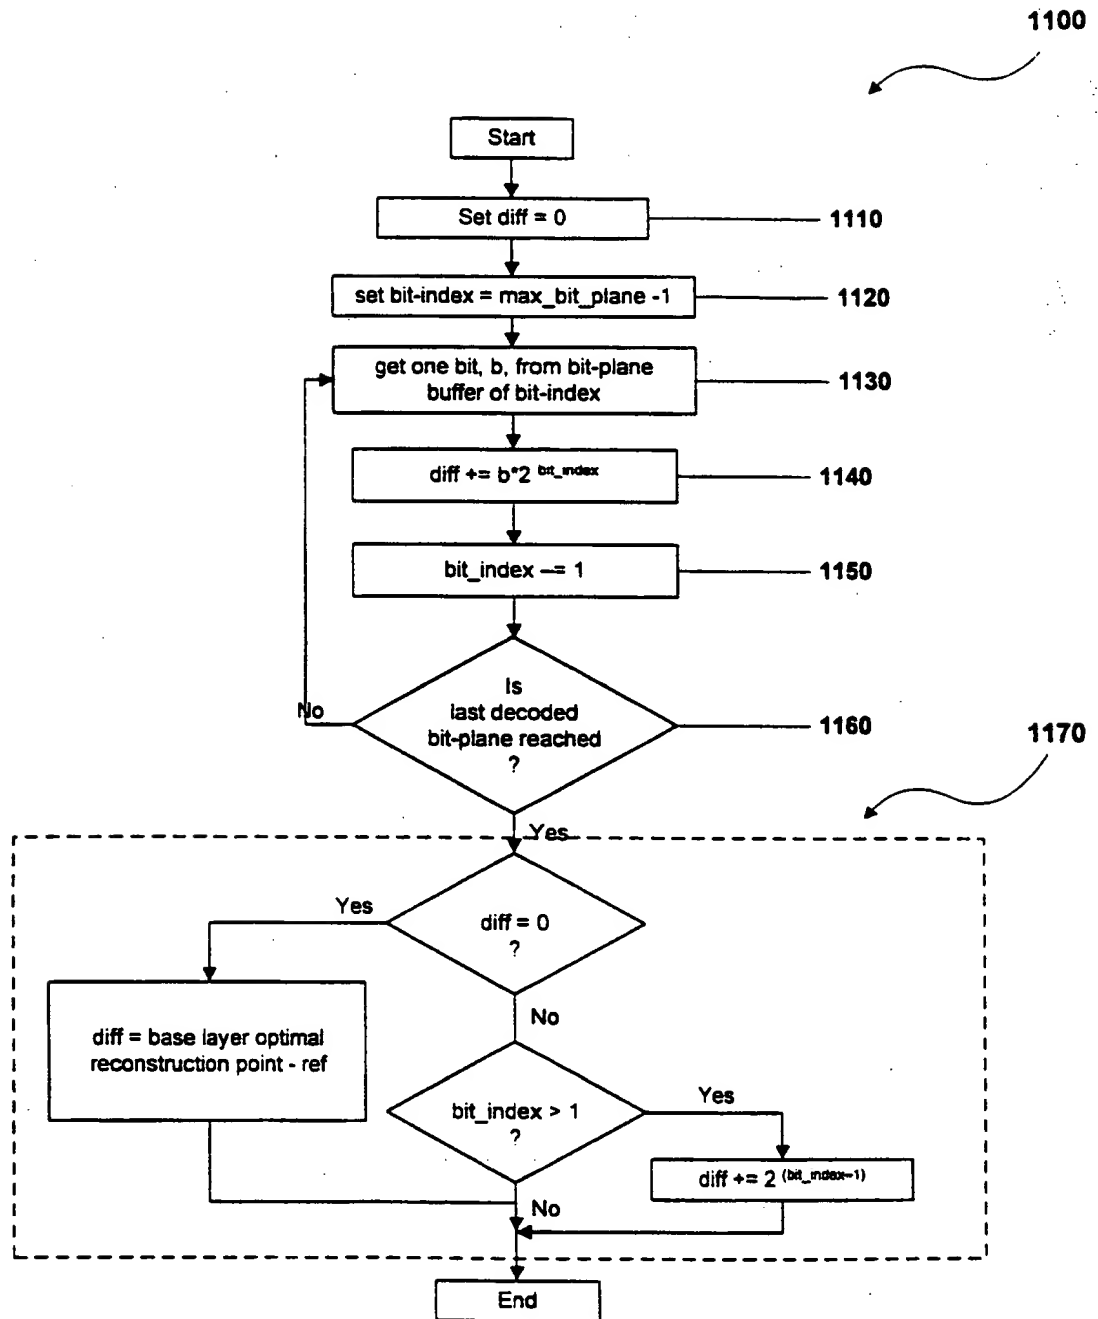 1100
Start
Set diff = 0
1110
set bit-index = max_bit_plane -1
1120
get one bit, b, from bit-plane
buffer of bit-index
1130
diff += b*2 bit_index
1140
bit_index -= 1
1150
Is
last decoded
bit-plane reached
?
No
1160
1170
Yes
diff = 0
?
Yes
No
diff = base layer optimal
reconstruction point - ref
bit_index > 1
?
Yes
diff += 2 (bit_index-1)
No
End